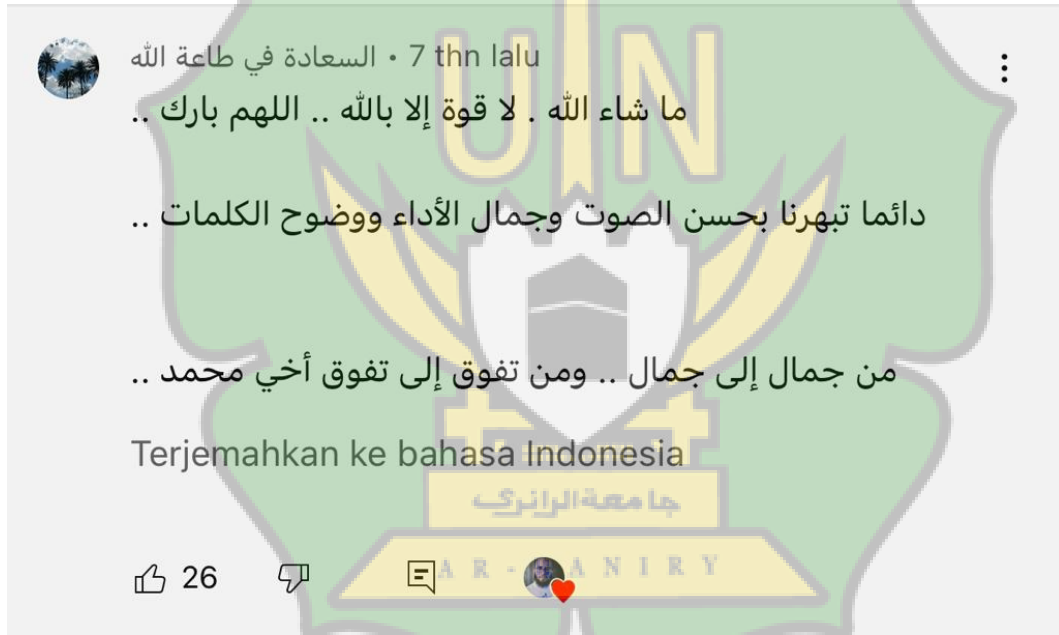 السعادة في طاعة الله • 7 thn lalu
ما شاء الله . لا قوة إلا بالله .. اللهم بارك ..
دائما تبهرنا بحسن الصوت وجمال الأداء ووضوح الكلمات ..
من جمال إلى جمال .. ومن تفوق إلى تفوق أخي محمد ..
Terjemahkan ke bahasa Indonesia
UIN
جامعة الرانري
26
AR-RANIRY